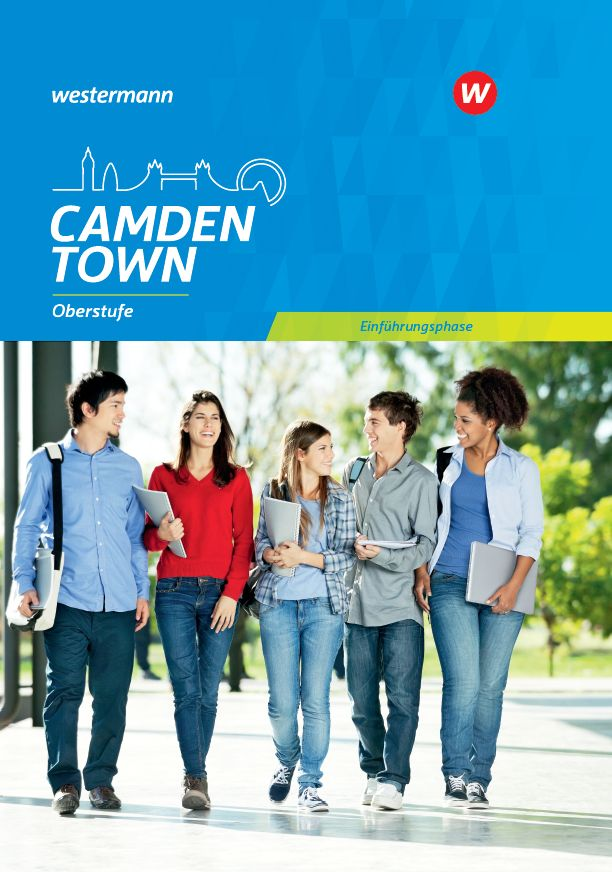 westermann
W
CAMDEN
TOWN
Oberstufe
Einführungsphase